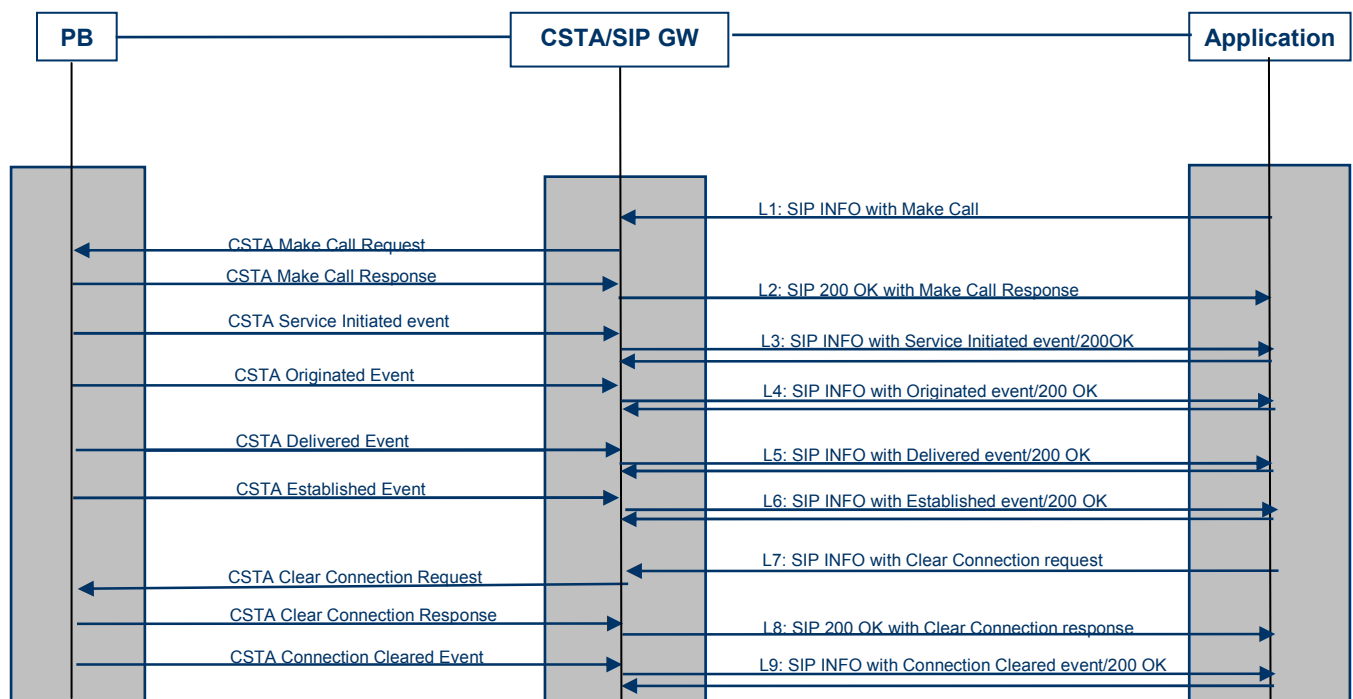 PB
CSTA/SIP GW
Application
L1: SIP INFO with Make Call
CSTA Make Call Request
CSTA Make Call Response
L2: SIP 200 OK with Make Call Response
CSTA Service Initiated event
L3: SIP INFO with Service Initiated event/200OK
CSTA Originated Event
L4: SIP INFO with Originated event/200 OK
CSTA Delivered Event
L5: SIP INFO with Delivered event/200 OK
CSTA Established Event
L6: SIP INFO with Established event/200 OK
L7: SIP INFO with Clear Connection request
CSTA Clear Connection Request
CSTA Clear Connection Response
L8: SIP 200 OK with Clear Connection response
CSTA Connection Cleared Event
L9: SIP INFO with Connection Cleared event/200 OK